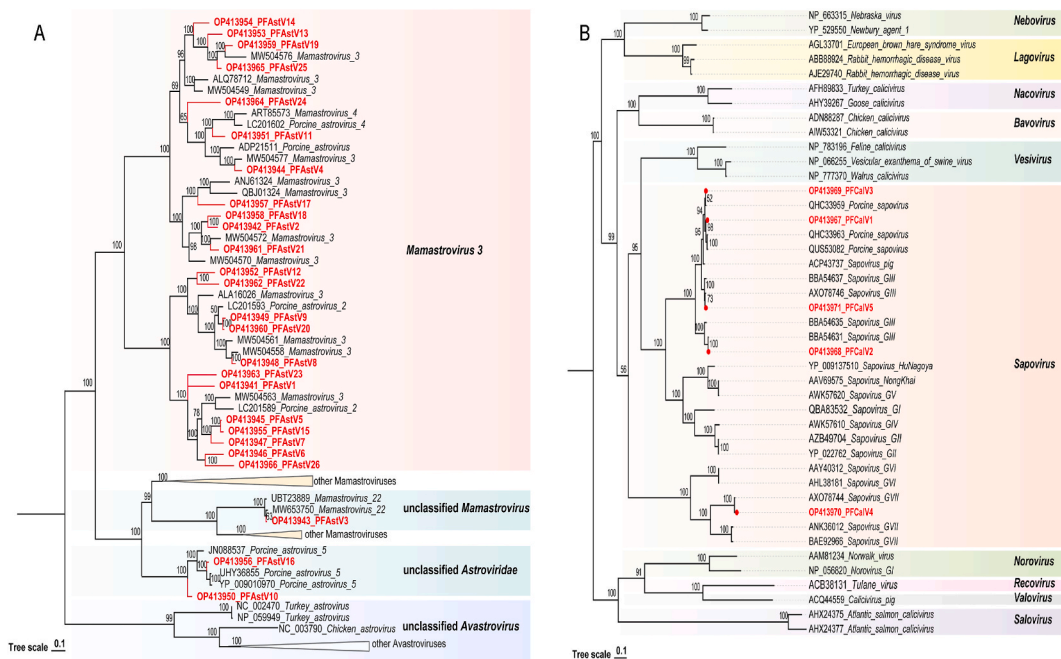 A
OP413954_PFAstV14
OP413953_PFAstV13
OP413959_PFAstV19
MW504576_Mamastrovirus_3
OP413965_PFAstV25
ALQ78712_Mamastrovirus_3
MW504549_Mamastrovirus_3
OP413964_PFAstV24
ART85573_Mamastrovirus_4
LC201602_Porcine_astrovirus_4
OP413951_PFAstV11
ADP21511_Porcine_astrovirus
MW504577_Mamastrovirus_3
OP413944_PFAstV4
ANJ61324_Mamastrovirus_3
QBJ01324_Mamastrovirus_3
OP413957_PFAstV17
OP413958_PFAstV18
OP413942_PFAstV2
MW504572_Mamastrovirus_3
OP413961_PFAstV21
MW504570_Mamastrovirus_3
OP413952_PFAstV12
OP413962_PFAstV22
ALA16026_Mamastrovirus_3
LC201593_Porcine_astrovirus_2
OP413949_PFAstV9
OP413960_PFAstV20
MW504561_Mamastrovirus_3
MW504558_Mamastrovirus_3
OP413948_PFAstV8
OP413963_PFAstV23
OP413941_PFAstV1
MW504563_Mamastrovirus_3
LC201589_Porcine_astrovirus_2
OP413945_PFAstV5
OP413955_PFAstV15
OP413947_PFAstV7
OP413946_PFAstV6
OP413966_PFAstV26
Mamastrovirus 3
other Mamastroviruses
UBT23889_Mamastrovirus_22
MW653750_Mamastrovirus_22
OP413943_PFAstV3
unclassified Mamastrovirus
other Mamastroviruses
JN088537_Porcine_astrovirus_5
OP413956_PFAstV16
UHY36855_Porcine_astrovirus_5
YP_009010970_Porcine_astrovirus_5
OP413950_PFAstV10
unclassified Astroviridae
NC_002470_Turkey_astrovirus
NP_059949_Turkey_astrovirus
NC_003790_Chicken_astrovirus
unclassified Avastrovirus
other Avastroviruses
Tree scale 0.1
B
NP_663315_Nebraska_virus
YP_529550_Newbury_agent_1
Nebovirus
AGL33701_European_brown_hare_syndrome_virus
ABB88924_Rabbit_hemorrhagic_disease_virus
AJE29740_Rabbit_hemorrhagic_disease_virus
Lagovirus
AFH89833_Turkey_calicivirus
AHY39267_Goose_calicivirus
Nacovirus
ADN88287_Chicken_calicivirus
AIW53321_Chicken_calicivirus
Bavovirus
NP_783196_Feline_calicivirus
NP_066255_Vesicular_exanthema_of_swine_virus
NP_777370_Walrus_calicivirus
Vesivirus
OP413969_PFCalV3
QHC33959_Porcine_sapovirus
OP413967_PFCalV1
QHC33963_Porcine_sapovirus
QUS53082_Porcine_sapovirus
ACP43737_Sapovirus_pig
BBA54637_Sapovirus_GIII
AXO78746_Sapovirus_GIII
OP413971_PFCalV5
BBA54635_Sapovirus_GIII
BBA54631_Sapovirus_GIII
OP413968_PFCalV2
YP_009137510_Sapovirus_HuNagoya
AAV69575_Sapovirus_NongKhai
AWK57620_Sapovirus_GV
QBA83532_Sapovirus_GI
AWK57610_Sapovirus_GIV
AZB49704_Sapovirus_GII
YP_022762_Sapovirus_GII
AAY40312_Sapovirus_GVI
AHL38181_Sapovirus_GVI
AXO78744_Sapovirus_GVII
OP413970_PFCalV4
ANK36012_Sapovirus_GVII
BAE92966_Sapovirus_GVII
Sapovirus
AAM81234_Norwalk_virus
NP_056820_Norovirus_GI
Norovirus
ACB38131_Tulane_virus
Recovirus
ACQ44559_Calicivirus_pig
Valovirus
AHX24375_Atlantic_salmon_calicivirus
AHX24377_Atlantic_salmon_calicivirus
Salovirus
Tree scale 0.1